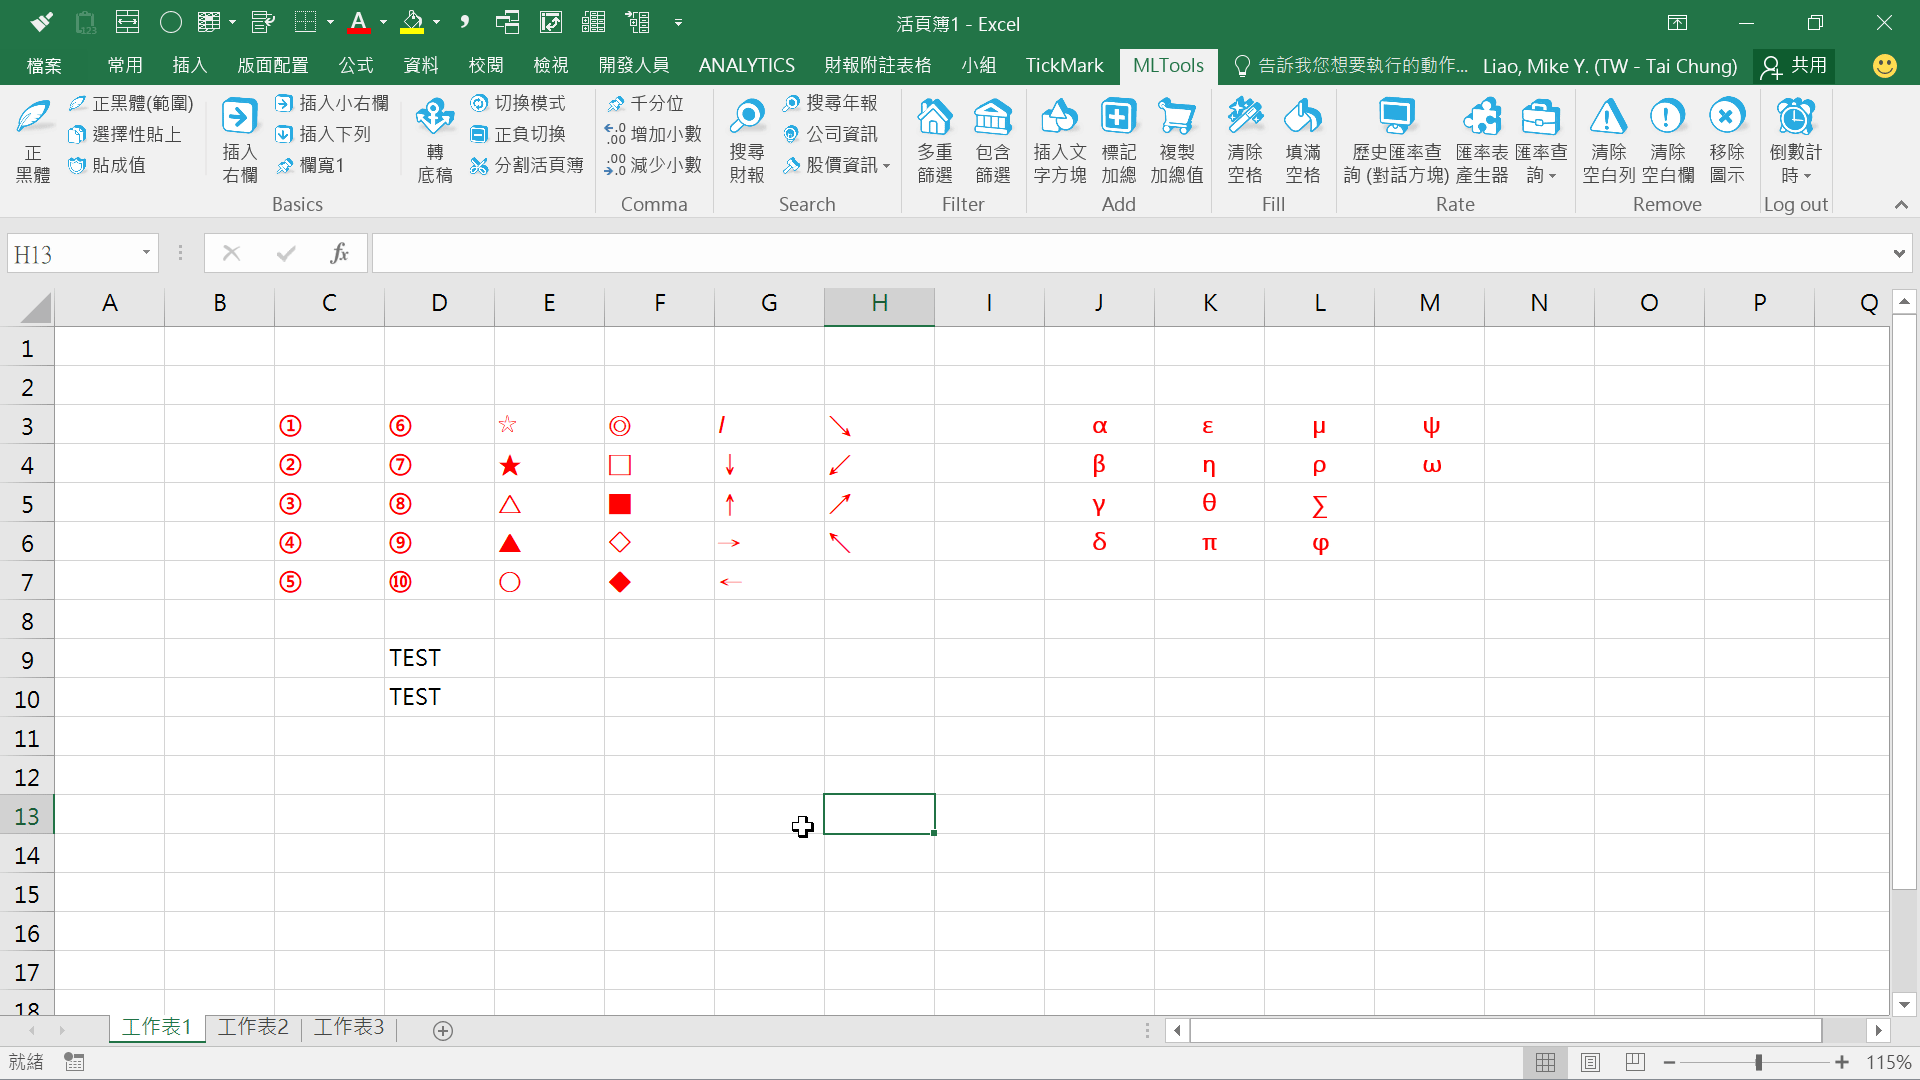 活頁簿1 - Excel
檔案 常用 插入 版面配置 公式 資料 校閱 檢視 開發人員 ANALYTICS 財報附註表格 小組 TickMark MLTools 告訴我您想要執行的動作... Liao, Mike Y. (TW - Tai Chung) 共用
正黑體
正黑體(範圍)
選擇性貼上
貼成值
插入右欄
插入小右欄
插入下列
欄寬1
轉底稿
切換模式
正負切換
分割活頁簿
Basics
千分位
增加小數
減少小數
Comma
搜尋財報
搜尋年報
公司資訊
股價資訊
Search
多重篩選
包含篩選
Filter
插入文字方塊
標記加總
複製加總值
Add
清除空格
填滿空格
Fill
歷史匯率查詢 (對話方塊)
匯率表產生器
匯率查詢
Rate
清除空白列
清除空白欄
移除圖示
Remove
倒數計時
Log out
H13 fx
A B C D E F G H I J K L M N O P Q
1
2
3 ① ⑥ ☆ ◎ / ↘ α ε μ ψ
4 ② ⑦ ★ □ ↓ ↙ β η ρ ω
5 ③ ⑧ △ ■ ↑ ↗ γ θ ∑
6 ④ ⑨ ▲ ◇ → ↖ δ π φ
7 ⑤ ⑩ ○ ◆ ←
8
9 TEST
10 TEST
11
12
13
14
15
16
17
18
工作表1 工作表2 工作表3
就緒 115%